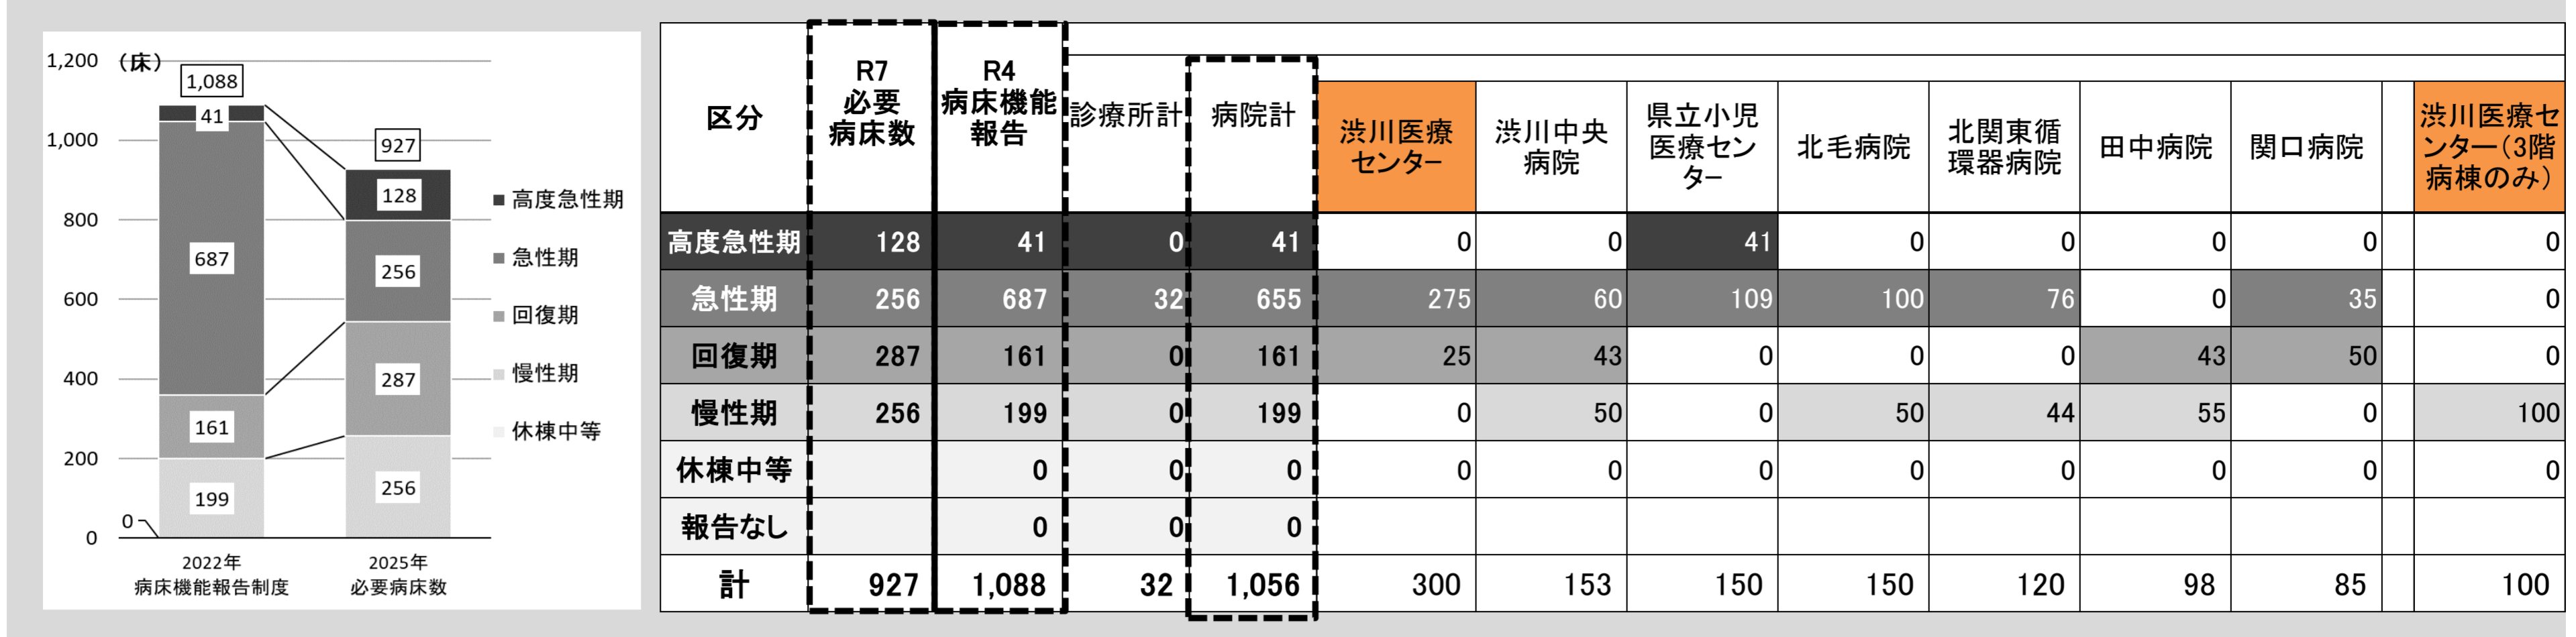 （床）
1,200
1,000
800
600
400
200
0
1,088
41
687
161
199
0
927
128
256
287
256
2022年
病床機能報告制度
2025年
必要病床数
高度急性期
急性期
回復期
慢性期
休棟中等
区分
R7
必要
病床数
R4
病床機能
報告
診療所計
病院計
渋川医療
センター
渋川中央
病院
県立小児
医療セン
ター
北毛病院
北関東循
環器病院
田中病院
関口病院
渋川医療セ
ンター（3階
病棟のみ）
高度急性期 128 41 0 41 0 0 41 0 0 0 0 0
急性期 256 687 32 655 275 60 109 100 76 0 35 0
回復期 287 161 0 161 25 43 0 0 0 43 50 0
慢性期 256 199 0 199 0 50 0 50 44 55 0 100
休棟中等 0 0 0 0 0 0 0 0 0 0 0
報告なし 0 0 0
計 927 1,088 32 1,056 300 153 150 150 120 98 85 100